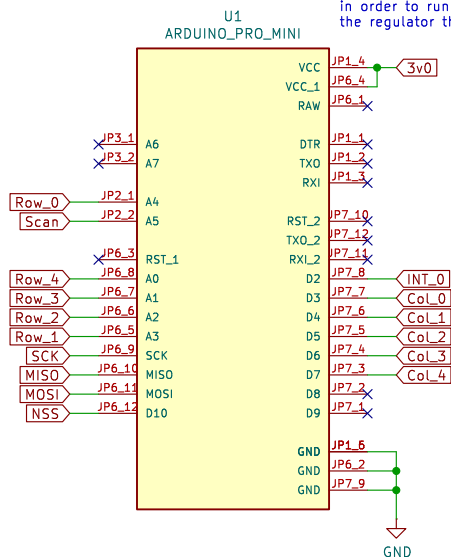 in order to run
the regulator th
U1
ARDUINO_PRO_MINI
VCC JP1_4 3v0
VCC_1 JP6_4
RAW JP6_1
JP3_1 A6 DTR JP1_1
JP3_2 A7 TXO JP1_2
RXI JP1_3
Row_0 JP2_1 A4
Scan JP2_2 A5 RST_2 JP7_10
TXO_2 JP7_12
JP6_3 RST_1 RXI_2 JP7_11
Row_4 JP6_8 A0 D2 JP7_8 INT_0
Row_3 JP6_7 A1 D3 JP7_7 Col_0
Row_2 JP6_6 A2 D4 JP7_6 Col_1
Row_1 JP6_5 A3 D5 JP7_5 Col_2
SCK JP6_9 SCK D6 JP7_4 Col_3
MISO JP6_10 MISO D7 JP7_3 Col_4
MOSI JP6_11 MOSI D8 JP7_2
NSS JP6_12 D10 D9 JP7_1
GND
GND JP6_2
GND JP7_9
GND